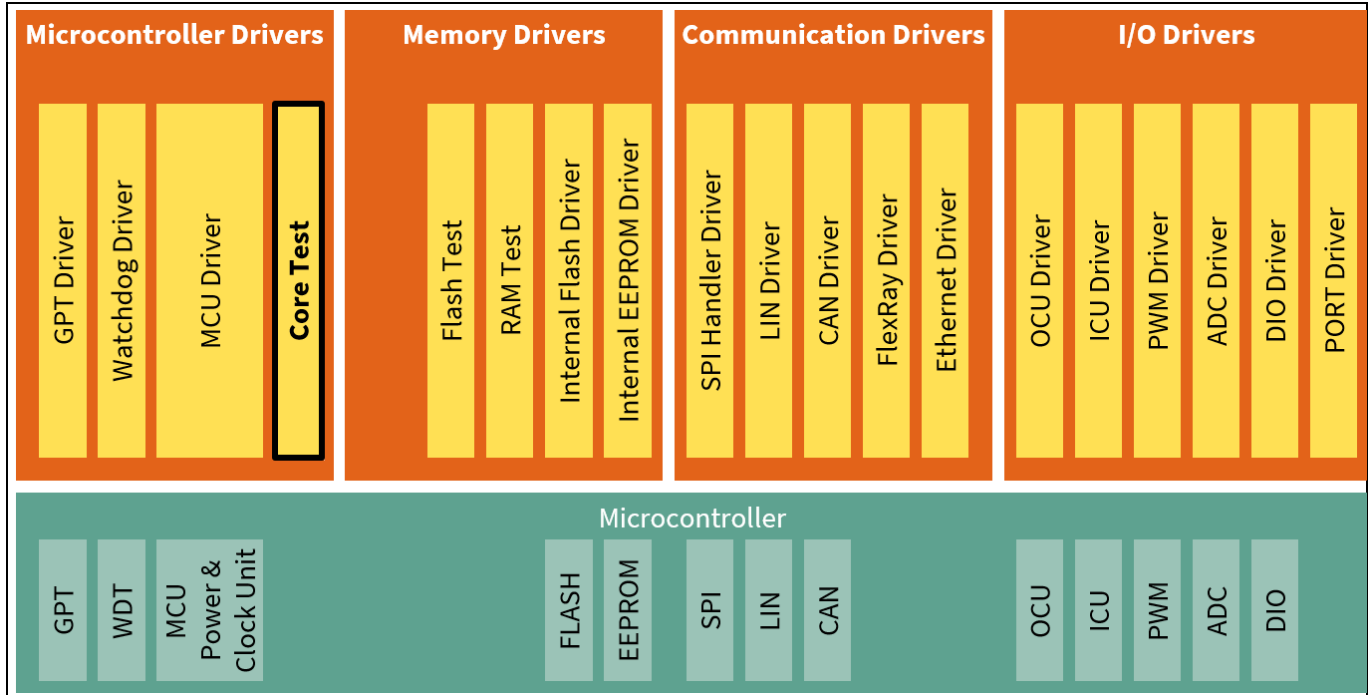 Microcontroller Drivers
Memory Drivers
Communication Drivers
I/O Drivers
GPT Driver
Watchdog Driver
MCU Driver
Core Test
Flash Test
RAM Test
Internal Flash Driver
Internal EEPROM Driver
SPI Handler Driver
LIN Driver
CAN Driver
FlexRay Driver
Ethernet Driver
OCU Driver
ICU Driver
PWM Driver
ADC Driver
DIO Driver
PORT Driver
Microcontroller
GPT
WDT
MCU
Power &
Clock Unit
FLASH
EEPROM
SPI
LIN
CAN
OCU
ICU
PWM
ADC
DIO